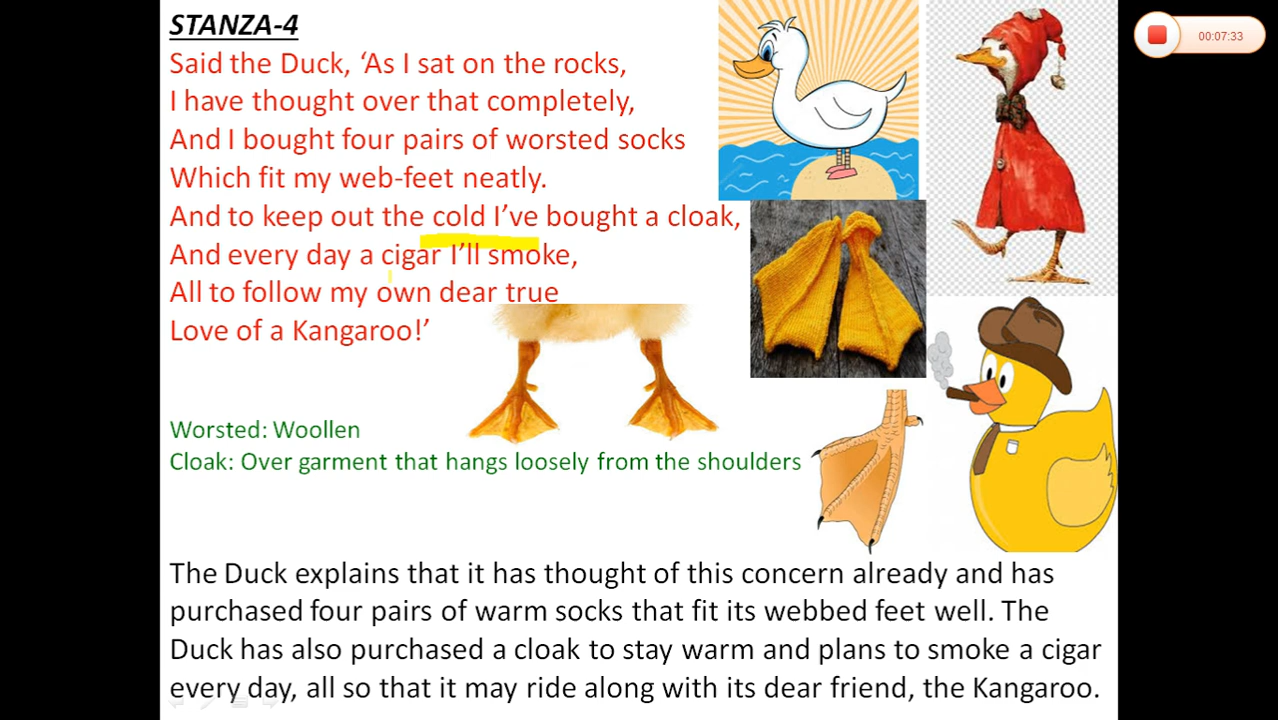 STANZA-4
Said the Duck, ‘As I sat on the rocks,
I have thought over that completely,
And I bought four pairs of worsted socks
Which fit my web-feet neatly.
And to keep out the cold I’ve bought a cloak,
And every day a cigar I’ll smoke,
All to follow my own dear true
Love of a Kangaroo!’
Worsted: Woollen
Cloak: Over garment that hangs loosely from the shoulders
The Duck explains that it has thought of this concern already and has
purchased four pairs of warm socks that fit its webbed feet well. The
Duck has also purchased a cloak to stay warm and plans to smoke a cigar
every day, all so that it may ride along with its dear friend, the Kangaroo.
00:07:33